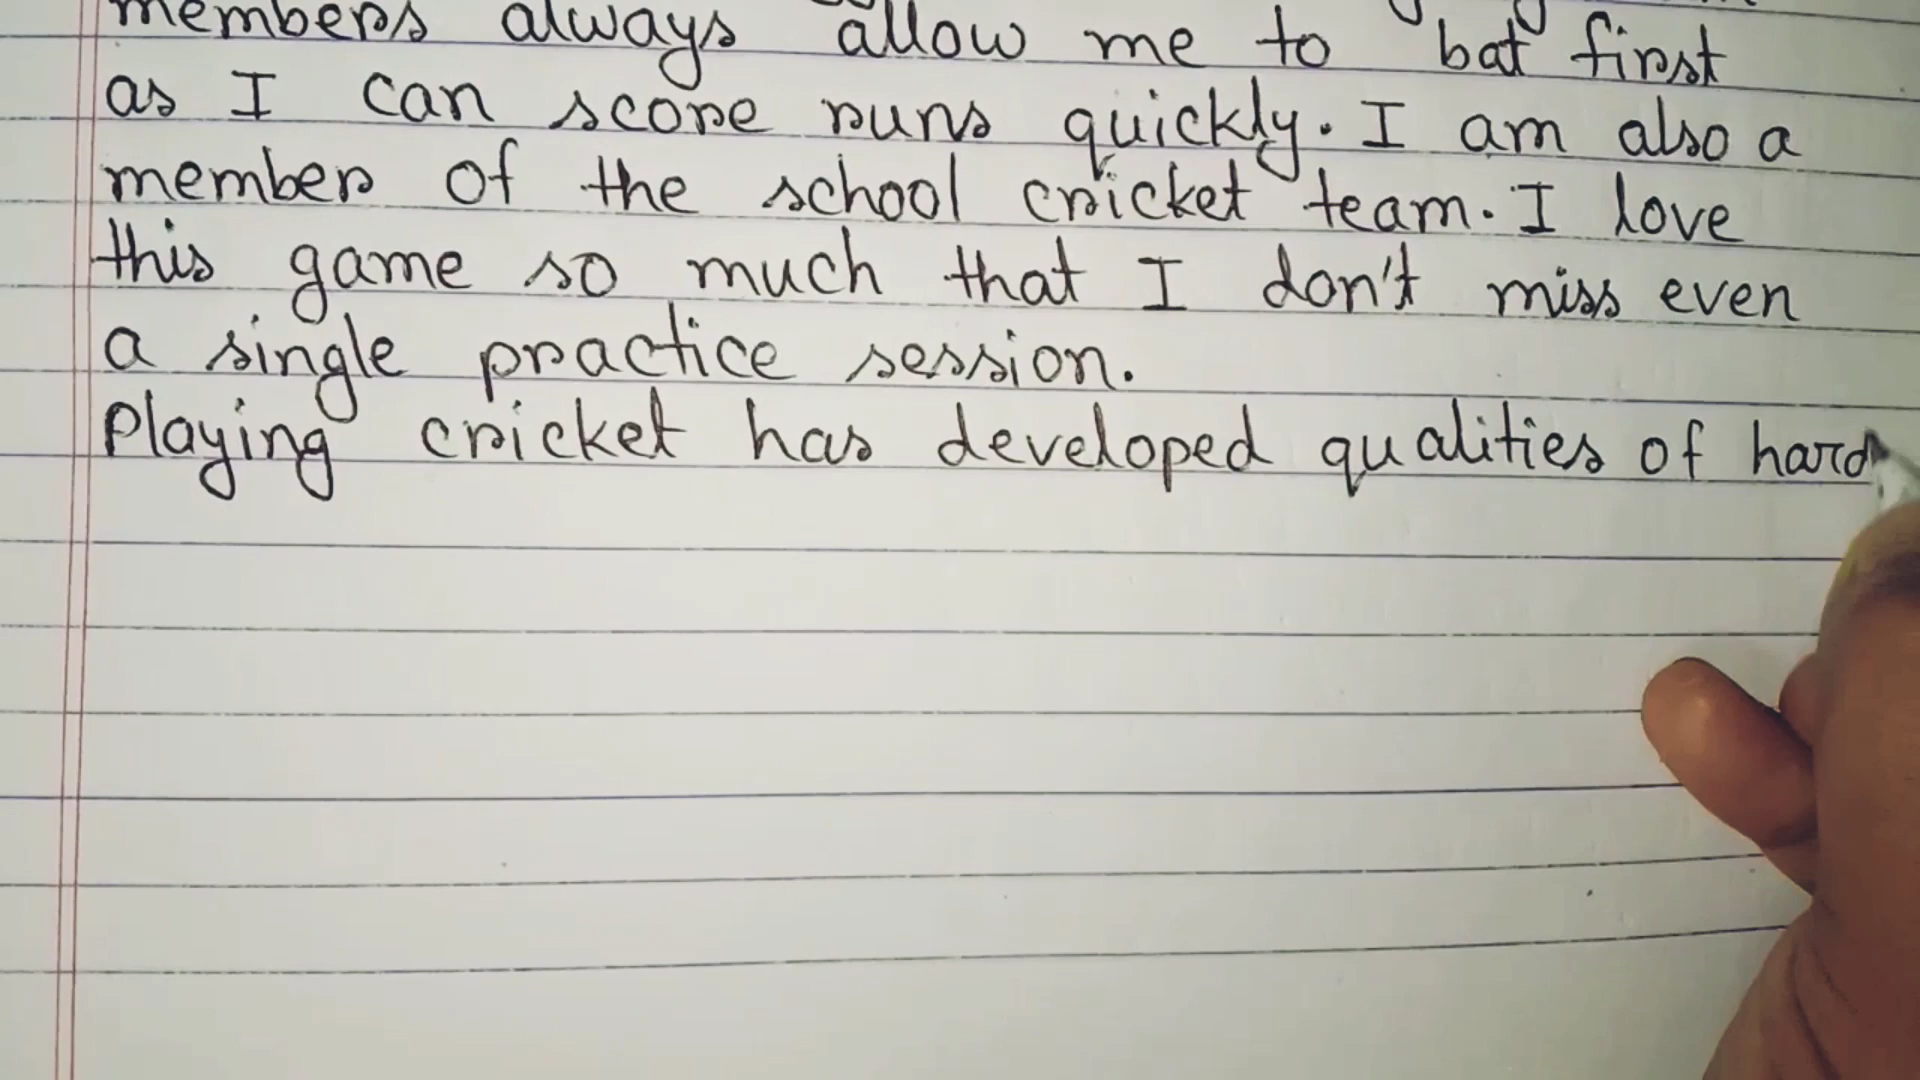 members always allow me to bat first
as I can score runs quickly. I am also a
member of the school cricket team. I love
this game so much that I don't miss even
a single practice session.
Playing cricket has developed qualities of hard